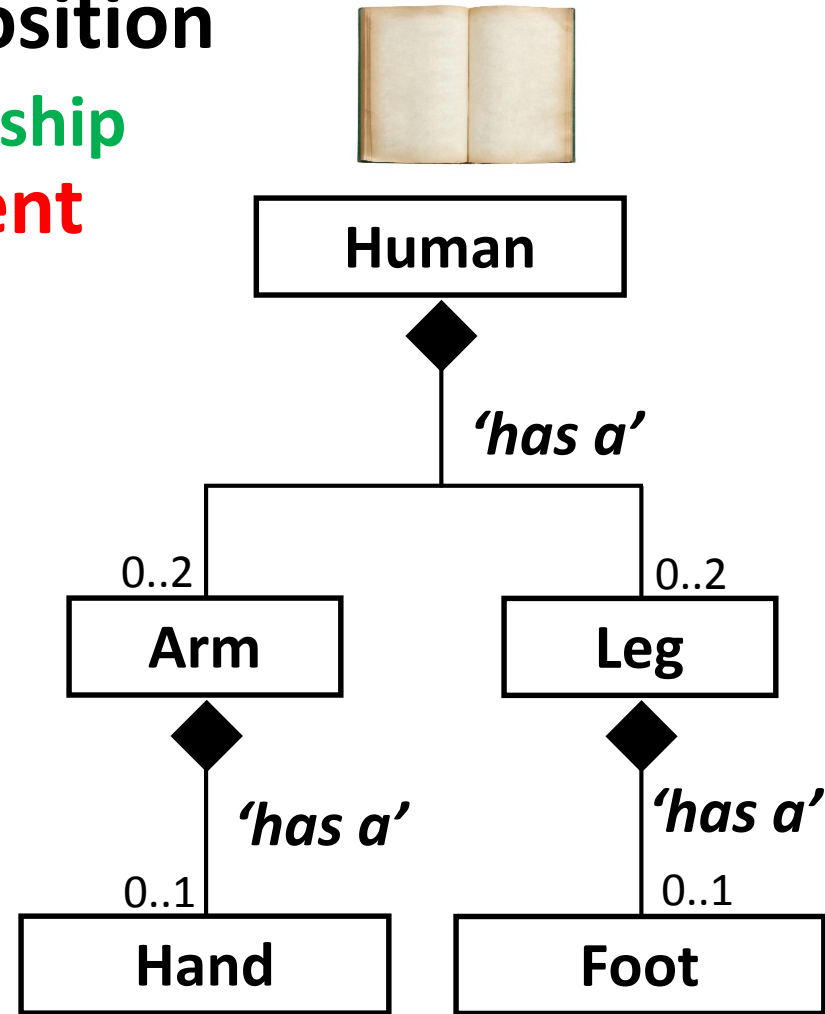 osition
ship
ent
Human
‘has a’
0..2 0..2
Arm Leg
‘has a’ ‘has a’
0..1 0..1
Hand Foot